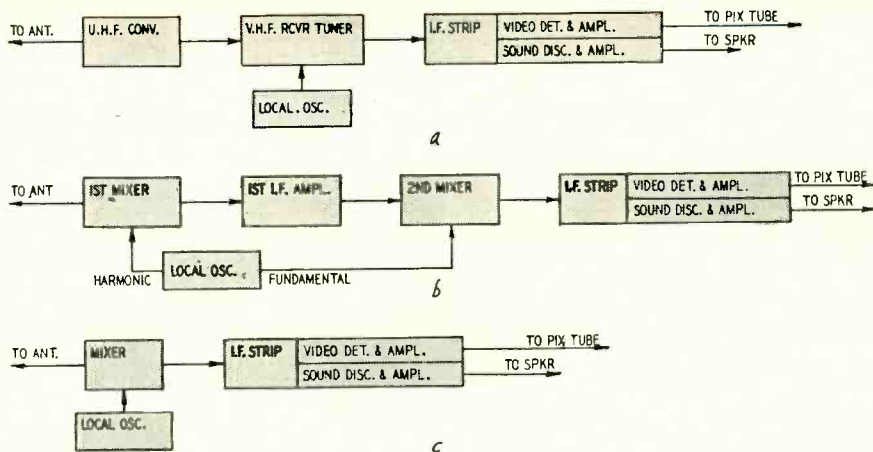 TO ANT.
U.H.F. CONV.
V.H.F. RCVR TUNER
I.F. STRIP
VIDEO DET. & AMPL.
SOUND DISC. & AMPL.
TO PIX TUBE
TO SPKR
LOCAL. OSC.
a
TO ANT
1ST MIXER
1ST I.F. AMPL.
2ND MIXER
I.F. STRIP
VIDEO DET. & AMPL.
SOUND DISC. & AMPL.
TO PIX TUBE
TO SPKR
HARMONIC
LOCAL OSC.
FUNDAMENTAL
b
TO ANT.
MIXER
I.F. STRIP
VIDEO DET. & AMPL.
SOUND DISC. & AMPL.
TO PIX TUBE
TO SPKR
LOCAL OSC.
c